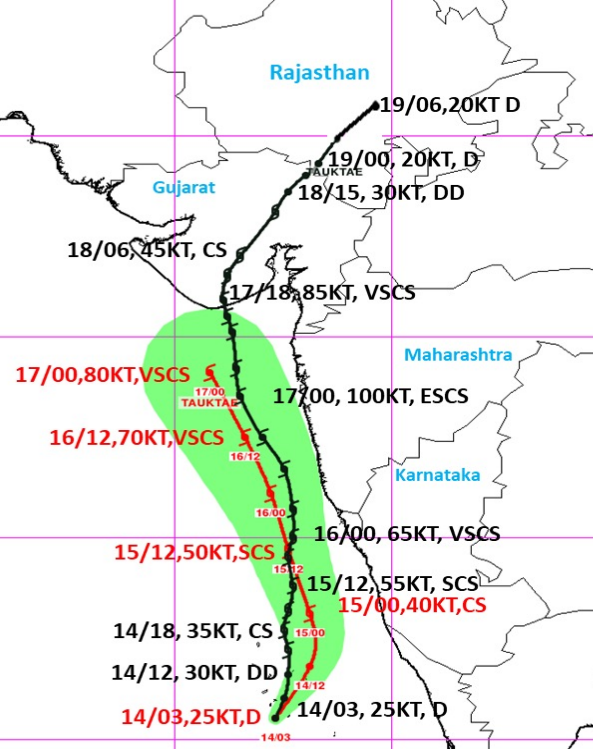 Rajasthan
19/06,20KT D
19/00, 20KT, D
TAUKTAE
Gujarat
18/15, 30KT, DD
18/06, 45KT, CS
17/18,85KT, VSCS
Maharashtra
17/00,80KT,VSCS
17/00
TAUKTAE
17/00, 100KT, ESCS
16/12,70KT,VSCS
16/12
Karnataka
16/00
16/00, 65KT, VSCS
15/12,50KT,SCS
15/12
15/12, 55KT, SCS
15/00,40KT,CS
14/18, 35KT, CS
15/00
14/12, 30KT, DD
14/12
14/03,25KT,D
14/03, 25KT, D
14/03